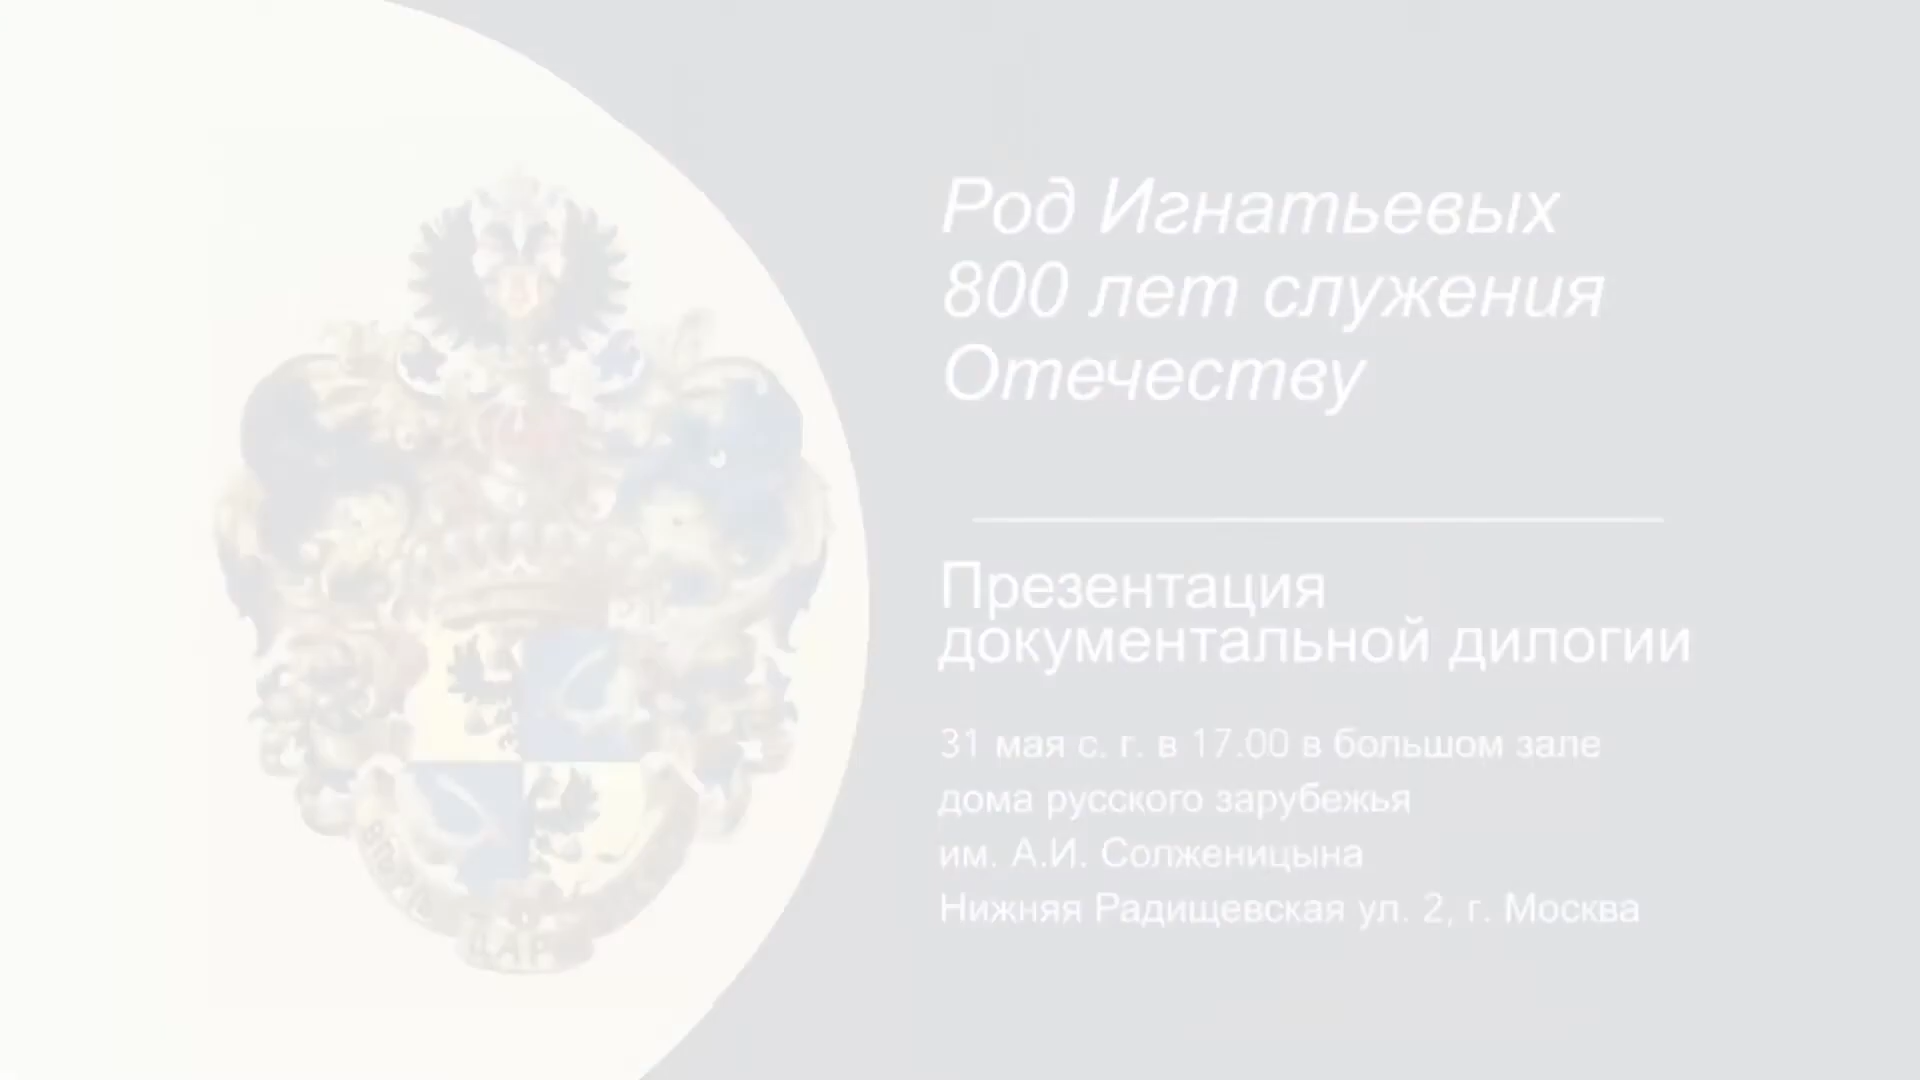 Род Игнатьевых
800 лет служения
Отечеству
Презентация
документальной дилогии
31 мая с. г. в 17.00 в большом зале
дома русского зарубежья
им. А.И. Солженицына
Нижняя Радищевская ул. 2, г. Москва
ЦАР